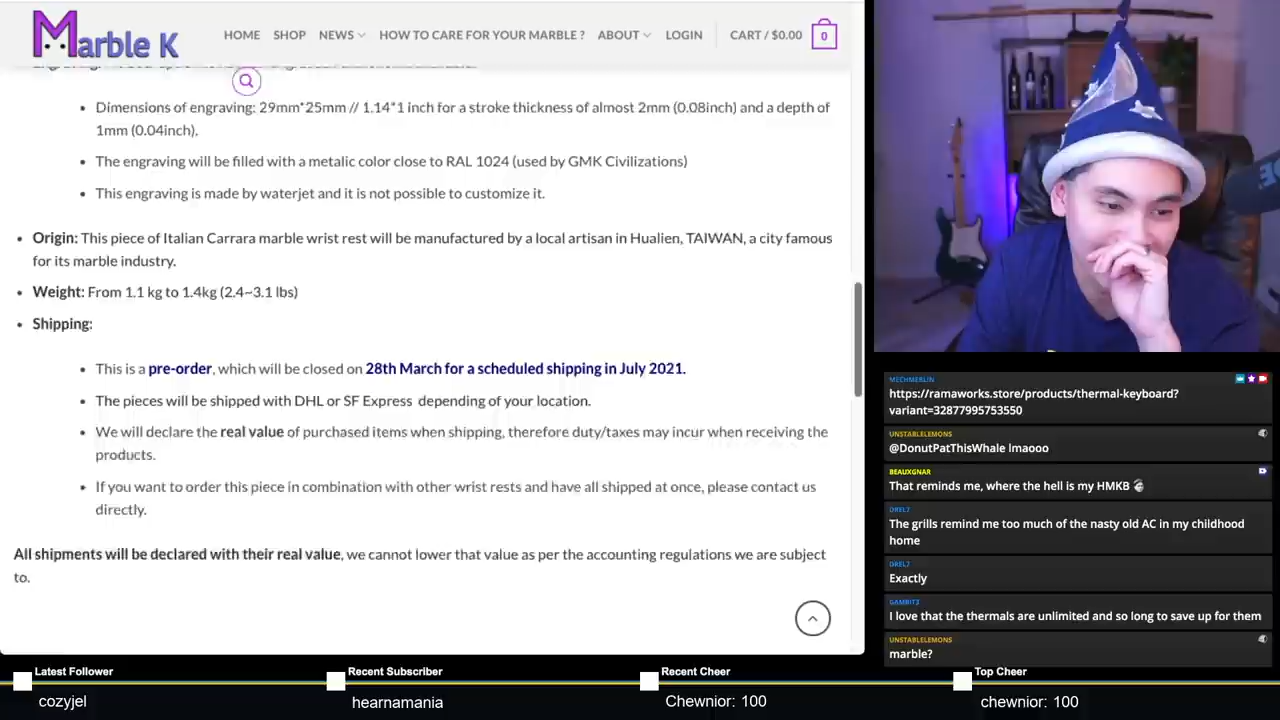 Marble K
HOME SHOP NEWS HOW TO CARE FOR YOUR MARBLE ? ABOUT LOGIN CART / $0.00 0
Dimensions of engraving: 29mm*25mm // 1.14*1 inch for a stroke thickness of almost 2mm (0.08inch) and a depth of
1mm (0.04inch).
The engraving will be filled with a metalic color close to RAL 1024 (used by GMK Civilizations)
This engraving is made by waterjet and it is not possible to customize it.
Origin: This piece of Italian Carrara marble wrist rest will be manufactured by a local artisan in Hualien, TAIWAN, a city famous
for its marble industry.
Weight: From 1.1 kg to 1.4kg (2.4~3.1 lbs)
Shipping:
This is a pre-order, which will be closed on 28th March for a scheduled shipping in July 2021.
The pieces will be shipped with DHL or SF Express depending of your location.
We will declare the real value of purchased items when shipping, therefore duty/taxes may incur when receiving the
products.
If you want to order this piece in combination with other wrist rests and have all shipped at once, please contact us
directly.
All shipments will be declared with their real value, we cannot lower that value as per the accounting regulations we are subject
to.
MECHMERLIN
https://ramaworks.store/products/thermal-keyboard?
variant=32877995753550
UNSTABLELEMONS
@DonutPatThisWhale lmaooo
BEAUXGNAR
That reminds me, where the hell is my HMKB
DREL7
The grills remind me too much of the nasty old AC in my childhood
home
DREL7
Exactly
GAMBIT3
I love that the thermals are unlimited and so long to save up for them
UNSTABLELEMONS
marble?
Latest Follower
cozyjel
Recent Subscriber
hearnamania
Recent Cheer
Chewnior: 100
Top Cheer
chewnior: 100